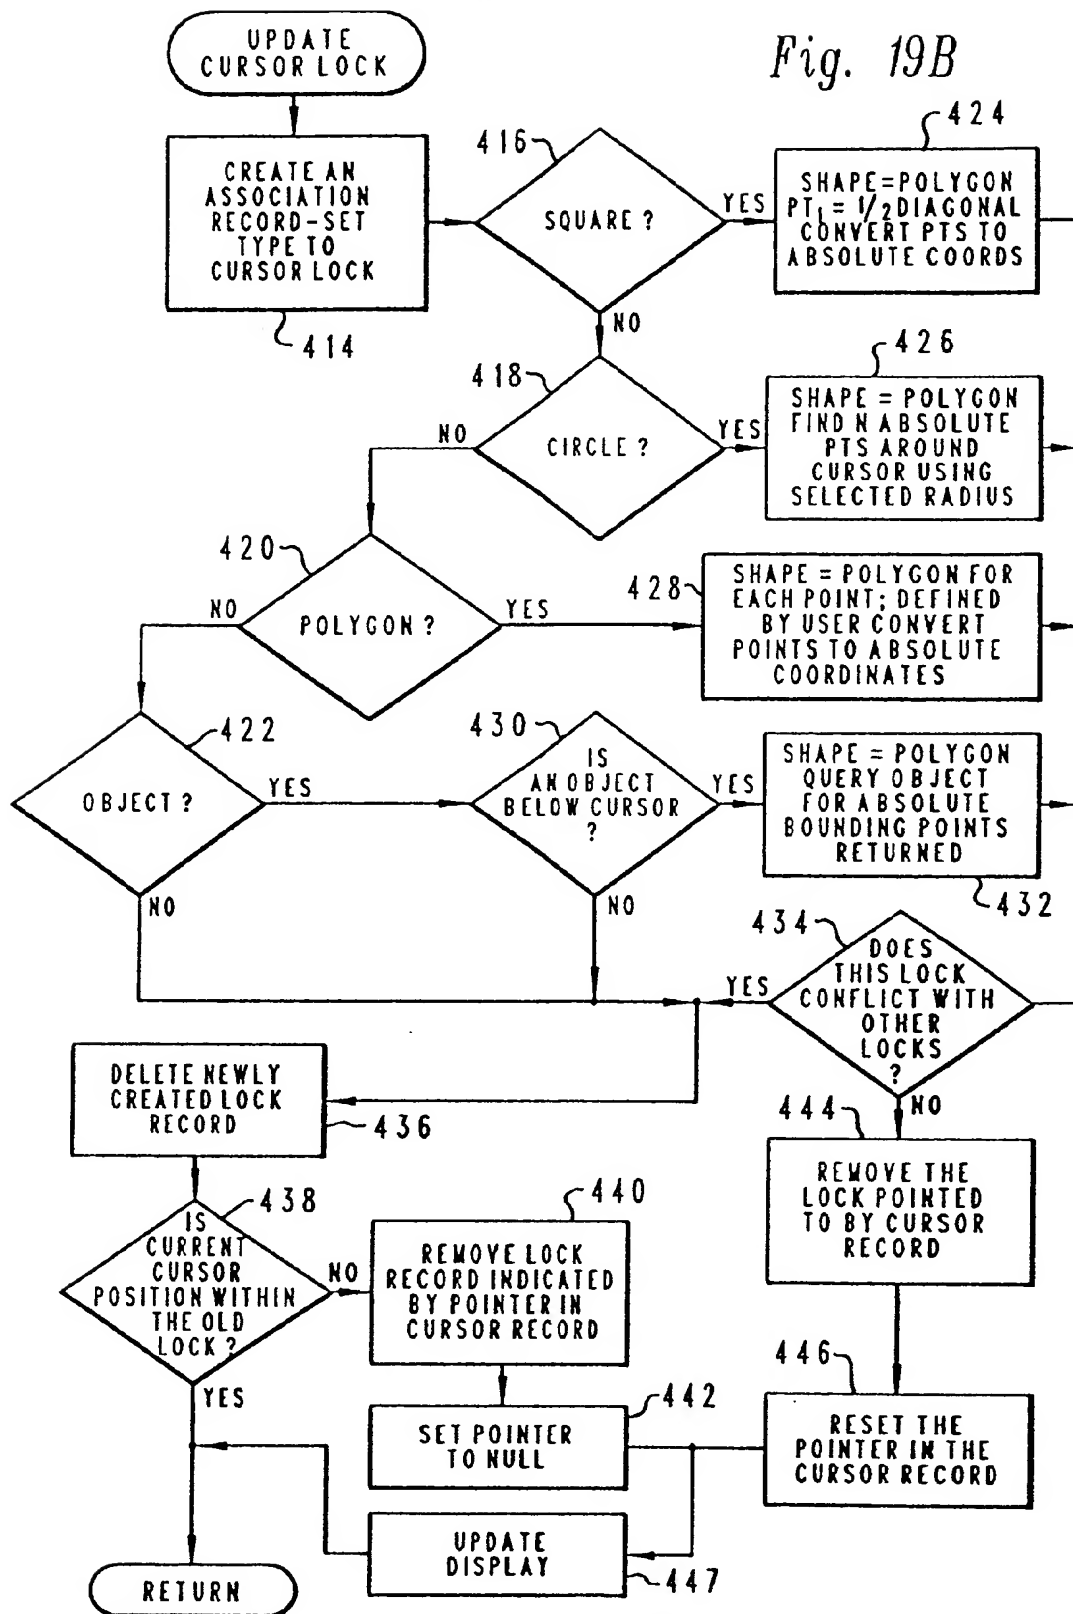 Fig. 19B
UPDATE
CURSOR LOCK
CREATE AN
ASSOCIATION
RECORD-SET
TYPE TO
CURSOR LOCK
414
416
SQUARE ?
YES
NO
424
SHAPE=POLYGON
PT1 = 1/2 DIAGONAL
CONVERT PTS TO
ABSOLUTE COORDS
418
CIRCLE ?
NO
YES
426
SHAPE = POLYGON
FIND N ABSOLUTE
PTS AROUND
CURSOR USING
SELECTED RADIUS
420
POLYGON ?
NO
YES
428
SHAPE = POLYGON FOR
EACH POINT; DEFINED
BY USER CONVERT
POINTS TO ABSOLUTE
COORDINATES
422
OBJECT ?
YES
NO
430
IS
AN OBJECT
BELOW CURSOR
?
YES
NO
SHAPE = POLYGON
QUERY OBJECT
FOR ABSOLUTE
BOUNDING POINTS
RETURNED
432
434
DOES
THIS LOCK
CONFLICT WITH
OTHER
LOCKS
?
YES
NO
DELETE NEWLY
CREATED LOCK
RECORD
436
438
IS
CURRENT
CURSOR
POSITION WITHIN
THE OLD
LOCK ?
NO
YES
440
REMOVE LOCK
RECORD INDICATED
BY POINTER IN
CURSOR RECORD
442
SET POINTER
TO NULL
444
REMOVE THE
LOCK POINTED
TO BY CURSOR
RECORD
446
RESET THE
POINTER IN THE
CURSOR RECORD
UPDATE
DISPLAY
447
RETURN